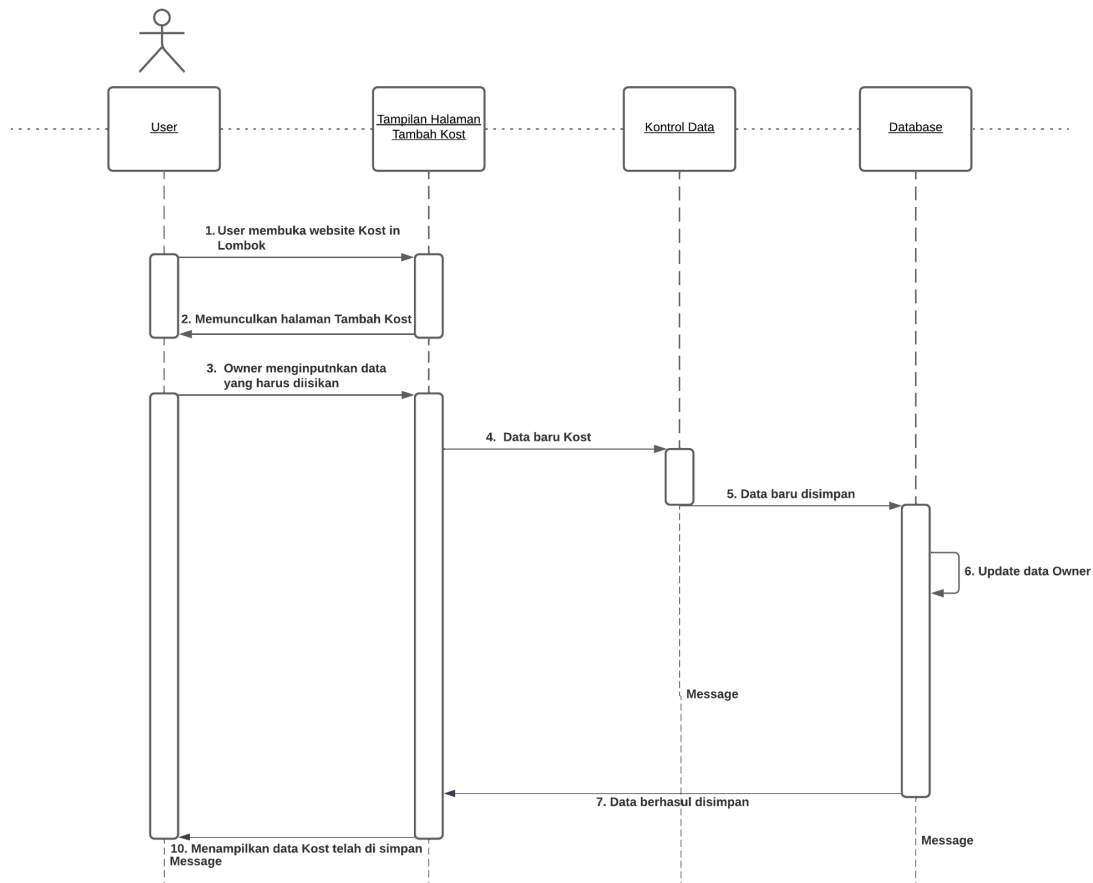 User
Tampilan Halaman
Tambah Kost
Kontrol Data
Database
1. User membuka website Kost in
Lombok
2. Memunculkan halaman Tambah Kost
3. Owner menginputnkan data
yang harus diisikan
4. Data baru Kost
5. Data baru disimpan
6. Update data Owner
Message
7. Data berhasul disimpan
Message
10. Menampilkan data Kost telah di simpan
Message